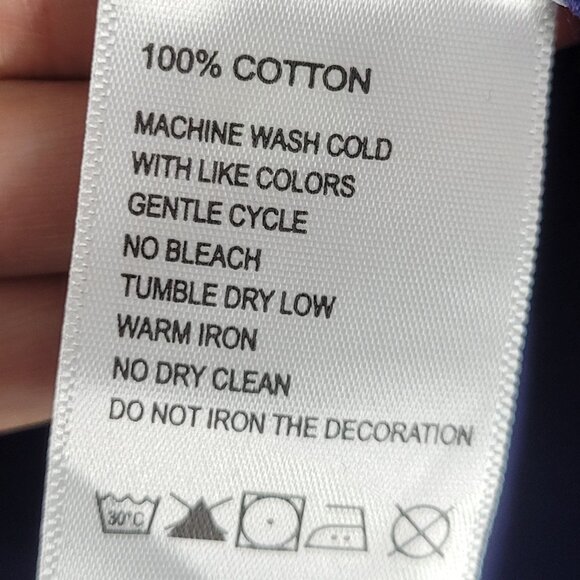 100% COTTON
MACHINE WASH COLD
WITH LIKE COLORS
GENTLE CYCLE
NO BLEACH
TUMBLE DRY LOW
WARM IRON
NO DRY CLEAN
DO NOT IRON THE DECORATION
30°C